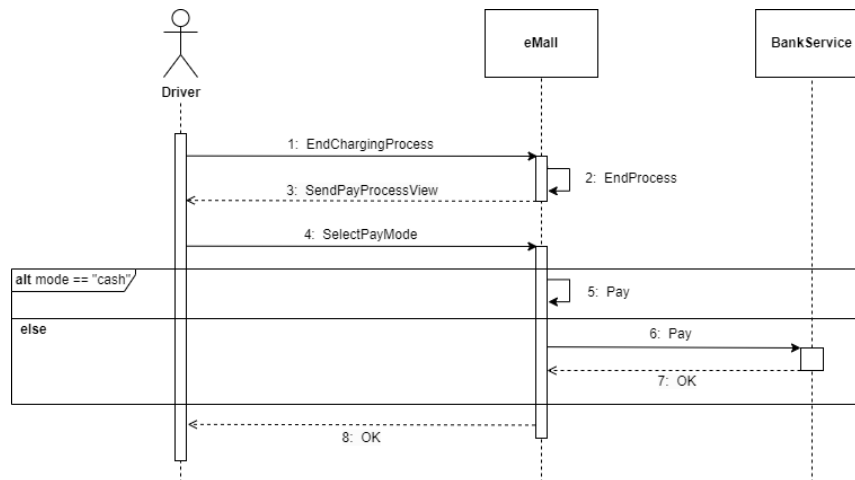 Driver
eMall
BankService
1: EndChargingProcess
2: EndProcess
3: SendPayProcessView
4: SelectPayMode
alt mode == "cash"
5: Pay
else
6: Pay
7: OK
8: OK